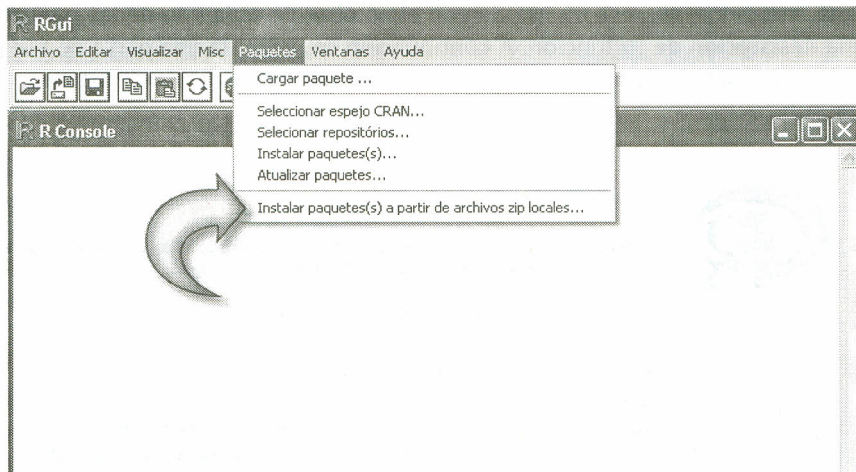 RGui
Archivo Editar Visualizar Misc Paquetes Ventanas Ayuda
Cargar paquete ...
Seleccionar espejo CRAN...
Selecionar repositórios...
Instalar paquetes(s)...
Atualizar paquetes...
Instalar paquetes(s) a partir de archivos zip locales...
R Console